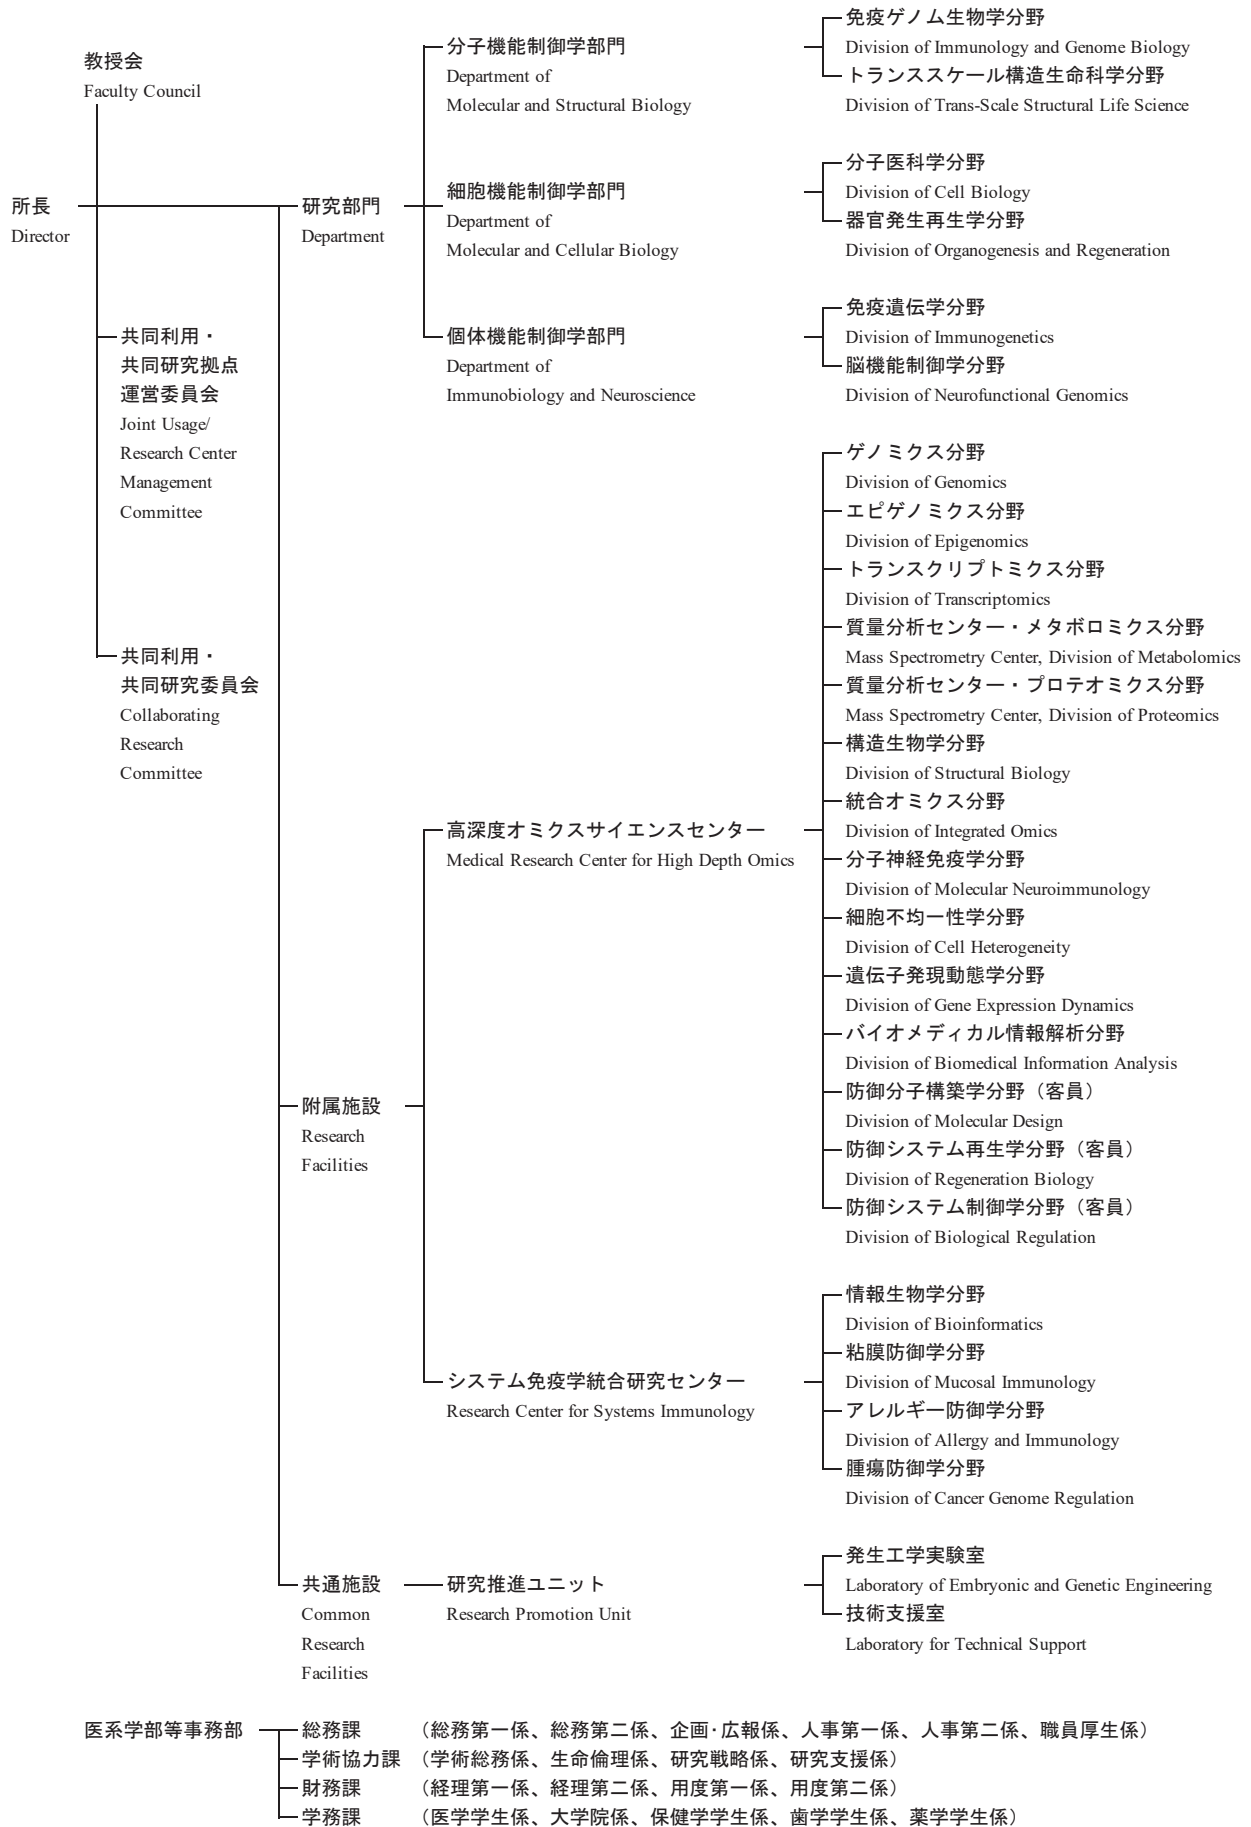 教授会
Faculty Council
所長
Director
共同利用・
共同研究拠点
運営委員会
Joint Usage/
Research Center
Management
Committee
共同利用・
共同研究委員会
Collaborating
Research
Committee
研究部門
Department
分子機能制御学部門
Department of
Molecular and Structural Biology
免疫ゲノム生物学分野
Division of Immunology and Genome Biology
トランススケール構造生命科学分野
Division of Trans-Scale Structural Life Science
細胞機能制御学部門
Department of
Molecular and Cellular Biology
分子医科学分野
Division of Cell Biology
器官発生再生学分野
Division of Organogenesis and Regeneration
個体機能制御学部門
Department of
Immunobiology and Neuroscience
免疫遺伝学分野
Division of Immunogenetics
脳機能制御学分野
Division of Neurofunctional Genomics
附属施設
Research
Facilities
高深度オミクスサイエンスセンター
Medical Research Center for High Depth Omics
ゲノミクス分野
Division of Genomics
エピゲノミクス分野
Division of Epigenomics
トランスクリプトミクス分野
Division of Transcriptomics
質量分析センター・メタボロミクス分野
Mass Spectrometry Center, Division of Metabolomics
質量分析センター・プロテオミクス分野
Mass Spectrometry Center, Division of Proteomics
構造生物学分野
Division of Structural Biology
統合オミクス分野
Division of Integrated Omics
分子神経免疫学分野
Division of Molecular Neuroimmunology
細胞不均一性学分野
Division of Cell Heterogeneity
遺伝子発現動態学分野
Division of Gene Expression Dynamics
バイオメディカル情報解析分野
Division of Biomedical Information Analysis
防御分子構築学分野（客員）
Division of Molecular Design
防御システム再生学分野（客員）
Division of Regeneration Biology
防御システム制御学分野（客員）
Division of Biological Regulation
システム免疫学統合研究センター
Research Center for Systems Immunology
情報生物学分野
Division of Bioinformatics
粘膜防御学分野
Division of Mucosal Immunology
アレルギー防御学分野
Division of Allergy and Immunology
腫瘍防御学分野
Division of Cancer Genome Regulation
共通施設
Common
Research
Facilities
研究推進ユニット
Research Promotion Unit
発生工学実験室
Laboratory of Embryonic and Genetic Engineering
技術支援室
Laboratory for Technical Support
医系学部等事務部
総務課 （総務第一係、総務第二係、企画･広報係、人事第一係、人事第二係、職員厚生係）
学術協力課 （学術総務係、生命倫理係、研究戦略係、研究支援係）
財務課 （経理第一係、経理第二係、用度第一係、用度第二係）
学務課 （医学学生係、大学院係、保健学学生係、歯学学生係、薬学学生係）